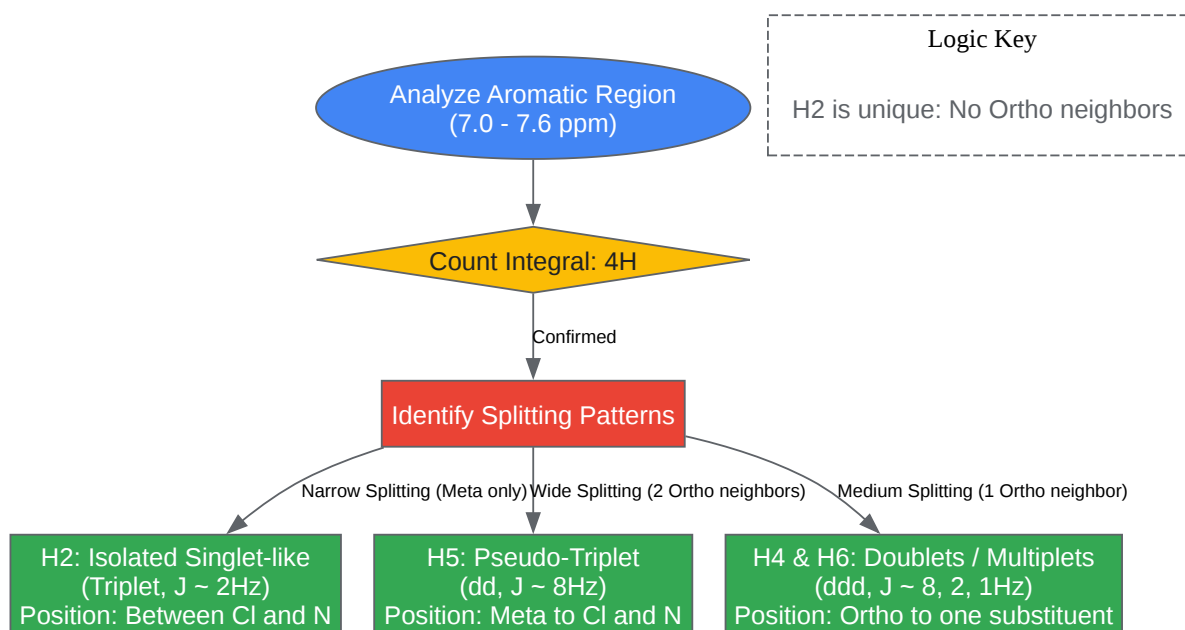 Logic Key
H2 is unique: No Ortho neighbors
Analyze Aromatic Region
(7.0 - 7.6 ppm)
Count Integral: 4H
Confirmed
Identify Splitting Patterns
Narrow Splitting (Meta only)
Wide Splitting (2 Ortho neighbors)
Medium Splitting (1 Ortho neighbor)
H2: Isolated Singlet-like
(Triplet, J ~ 2Hz)
Position: Between Cl and N
H5: Pseudo-Triplet
(dd, J ~ 8Hz)
Position: Meta to Cl and N
H4 & H6: Doublets / Multiplets
(ddd, J ~ 8, 2, 1Hz)
Position: Ortho to one substituent